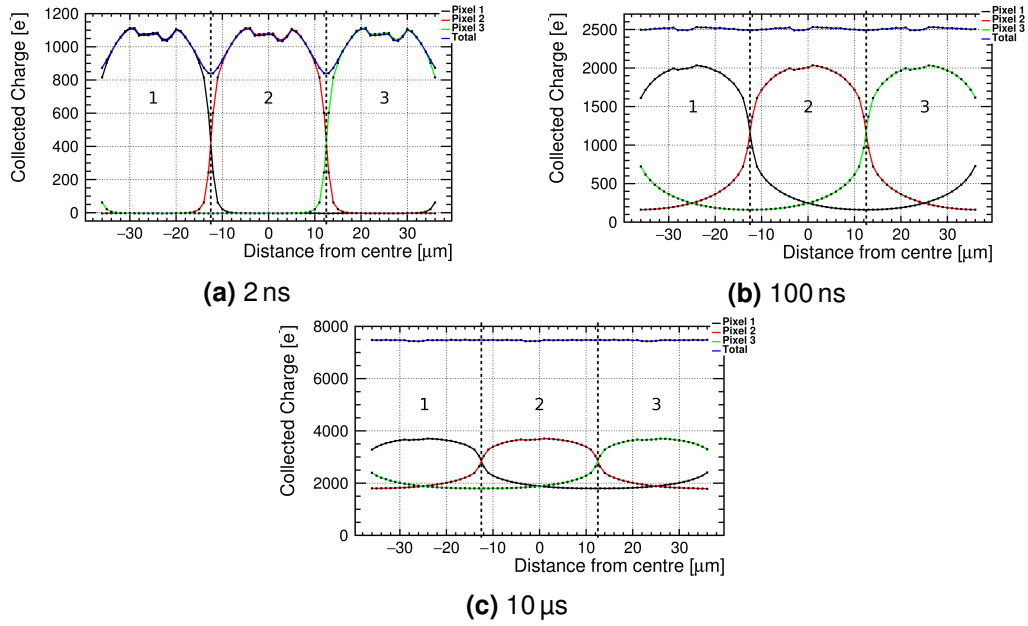 Collected Charge [e⁻]
1200
1000
800
600
400
200
0
1
2
3
Pixel 1
Pixel 2
Pixel 3
Total
−30 −20 −10 0 10 20 30
Distance from centre [μm]
(a) 2 ns
Collected Charge [e⁻]
2500
2000
1500
1000
500
0
1
2
3
Pixel 1
Pixel 2
Pixel 3
Total
−30 −20 −10 0 10 20 30
Distance from centre [μm]
(b) 100 ns
Collected Charge [e⁻]
8000
6000
4000
2000
0
1
2
3
Pixel 1
Pixel 2
Pixel 3
Total
−30 −20 −10 0 10 20 30
Distance from centre [μm]
(c) 10 μs